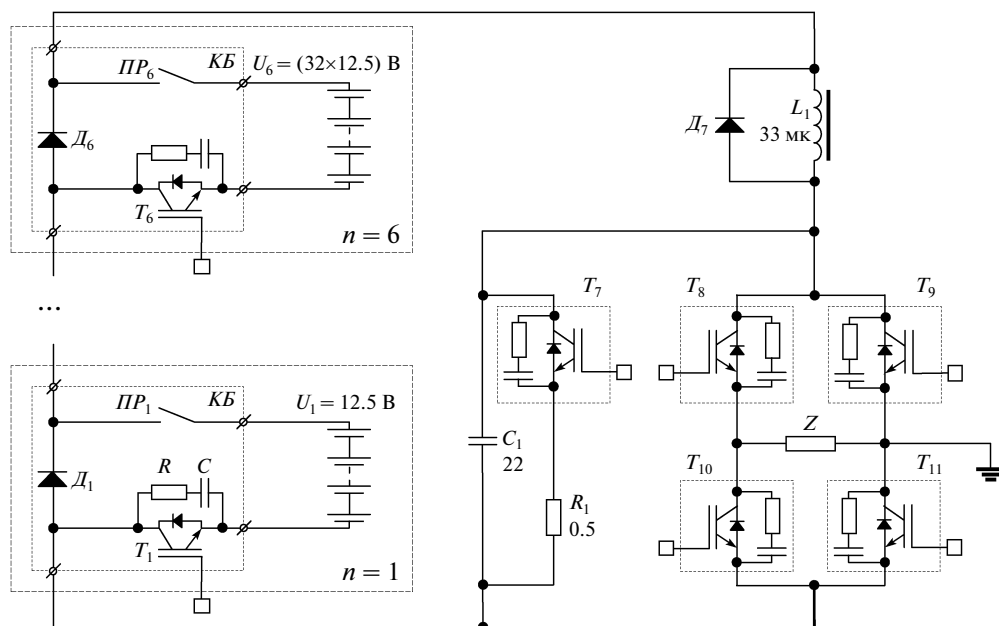 ПР₆
КБ
U₆ = (32×12.5) В
Д₆
T₆
n = 6
...
ПР₁
КБ
U₁ = 12.5 В
Д₁
R
C
T₁
n = 1
Д₇
L₁
33 мк
T₇
T₈
T₉
C₁
22
R₁
0.5
Z
T₁₀
T₁₁